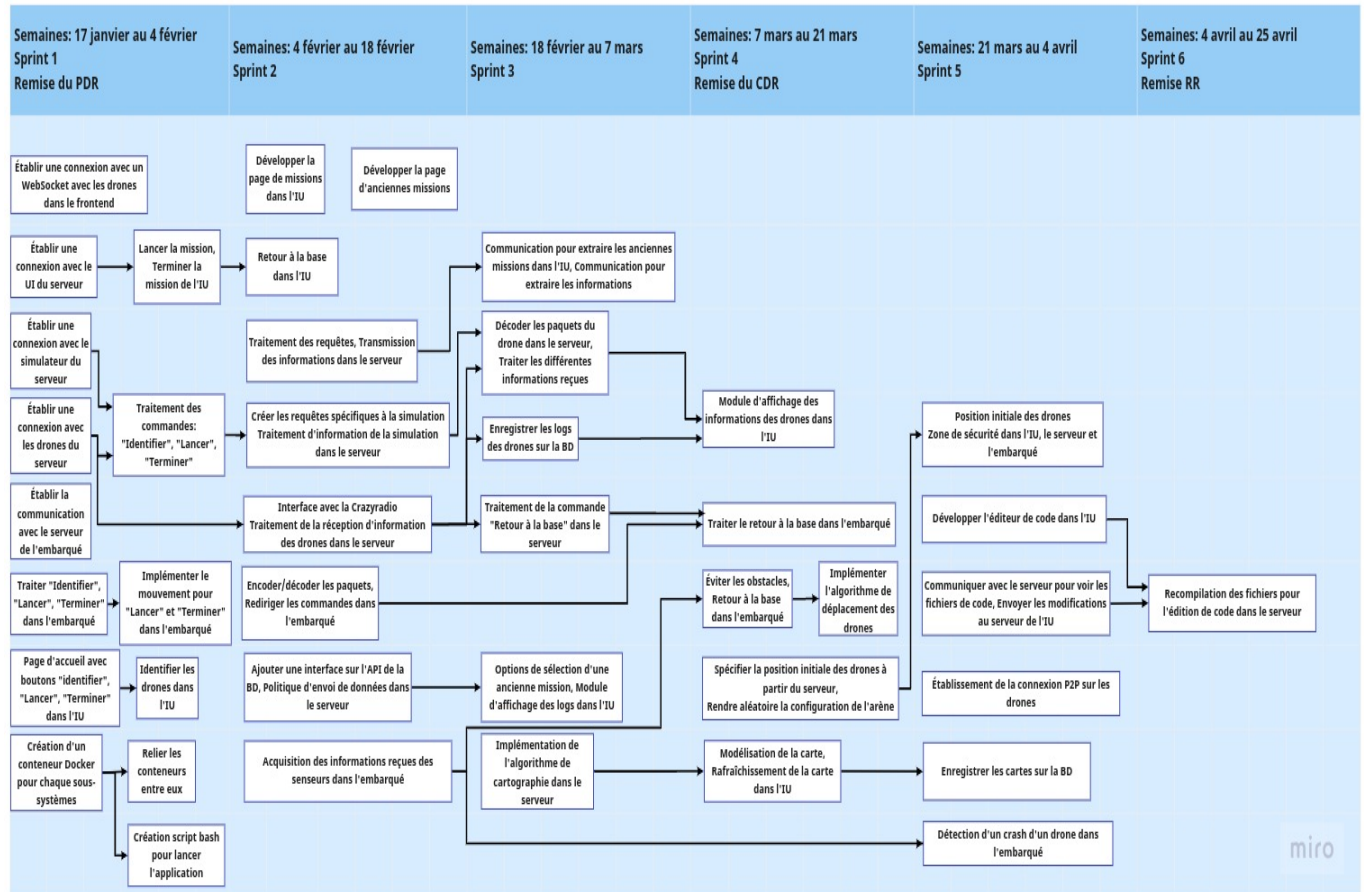 Semaines: 17 janvier au 4 février
Sprint 1
Remise du PDR
Semaines: 4 février au 18 février
Sprint 2
Semaines: 18 février au 7 mars
Sprint 3
Semaines: 7 mars au 21 mars
Sprint 4
Remise du CDR
Semaines: 21 mars au 4 avril
Sprint 5
Semaines: 4 avril au 25 avril
Sprint 6
Remise RR
Établir une connexion avec un
WebSocket avec les drones
dans le frontend
Développer la
page de missions
dans l'IU
Développer la page
d'anciennes missions
Établir une
connexion avec le
UI du serveur
Lancer la mission,
Terminer la
mission de l'IU
Retour à la base
dans l'IU
Communication pour extraire les anciennes
missions dans l'IU, Communication pour
extraire les informations
Établir une
connexion avec le
simulateur du
serveur
Traitement des requêtes, Transmission
des informations dans le serveur
Décoder les paquets du
drone dans le serveur,
Traiter les différentes
informations reçues
Établir une
connexion avec
les drones du
serveur
Traitement des
commandes:
"Identifier", "Lancer",
"Terminer"
Créer les requêtes spécifiques à la simulation
Traitement d'information de la simulation
dans le serveur
Enregistrer les logs
des drones sur la BD
Module d'affichage des
informations des drones dans
l'IU
Position initiale des drones
Zone de sécurité dans l'IU, le serveur et
l'embarqué
Établir la
communication
avec le serveur
de l'embarqué
Interface avec la Crazyradio
Traitement de la réception d'information
des drones dans le serveur
Traitement de la commande
"Retour à la base" dans le
serveur
Traiter le retour à la base dans l'embarqué
Développer l'éditeur de code dans l'IU
Traiter "Identifier",
"Lancer", "Terminer"
dans l'embarqué
Implémenter le
mouvement pour
"Lancer" et "Terminer"
dans l'embarqué
Encoder/décoder les paquets,
Rediriger les commandes dans
l'embarqué
Éviter les obstacles,
Retour à la base
dans l'embarqué
Implémenter
l'algorithme de
déplacement des
drones
Communiquer avec le serveur pour voir les
fichiers de code, Envoyer les modifications
au serveur de l'IU
Recompilation des fichiers pour
l'édition de code dans le serveur
Page d'accueil avec
boutons "identifier",
"Lancer", "Terminer"
dans l'IU
Identifier les
drones dans
l'IU
Ajouter une interface sur l'API de la
BD, Politique d'envoi de données dans
le serveur
Options de sélection d'une
ancienne mission, Module
d'affichage des logs dans l'IU
Spécifier la position initiale des drones à
partir du serveur,
Rendre aléatoire la configuration de l'arène
Établissement de la connexion P2P sur les
drones
Création d'un
conteneur Docker
pour chaque sous-
systèmes
Relier les
conteneurs
entre eux
Acquisition des informations reçues des
senseurs dans l'embarqué
Implémentation de
l'algorithme de
cartographie dans le
serveur
Modélisation de la carte,
Rafraîchissement de la carte
dans l'IU
Enregistrer les cartes sur la BD
Création script bash
pour lancer
l'application
Détection d'un crash d'un drone dans
l'embarqué
miro